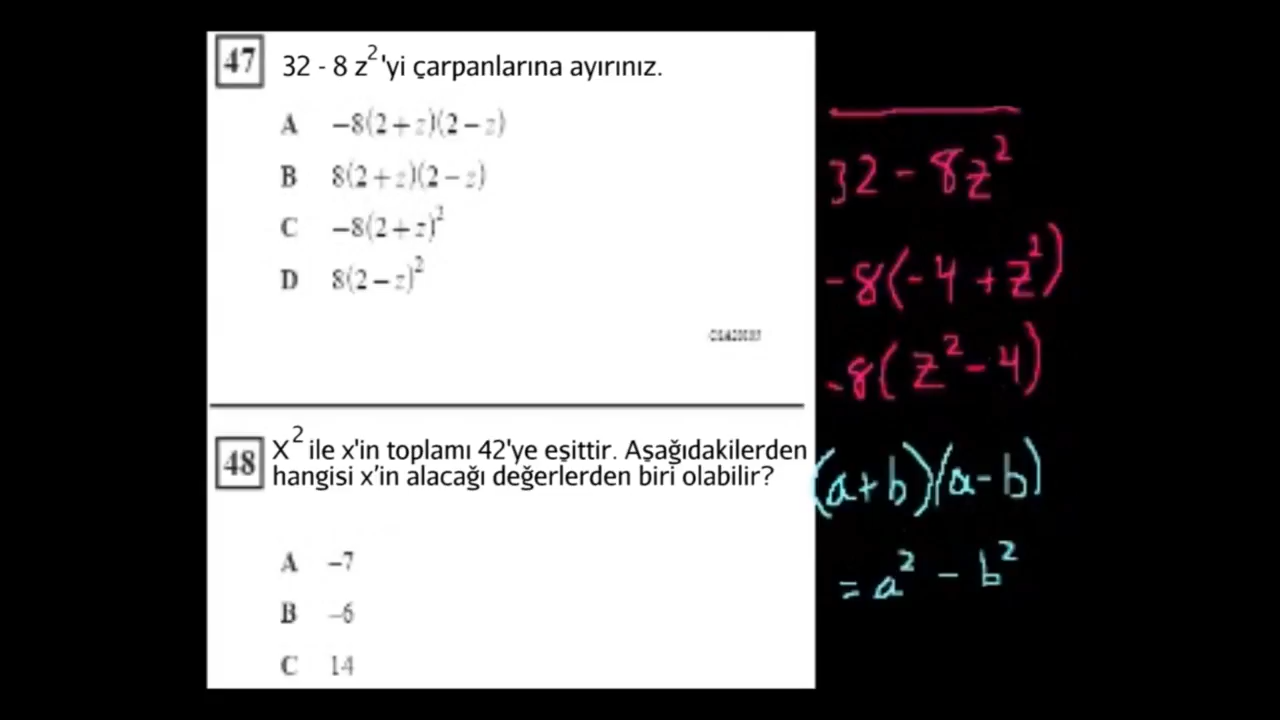 47 32 - 8 z²'yi çarpanlarına ayırınız.
A −8(2+z)(2−z)
B 8(2+z)(2−z)
C −8(2+z)²
D 8(2−z)²
48 X² ile x'in toplamı 42'ye eşittir. Aşağıdakilerden
hangisi x’in alacağı değerlerden biri olabilir?
A −7
B −6
C 14
32 - 8z²
-8(-4 + z²)
-8(z² - 4)
(a+b)(a-b)
= a² - b²